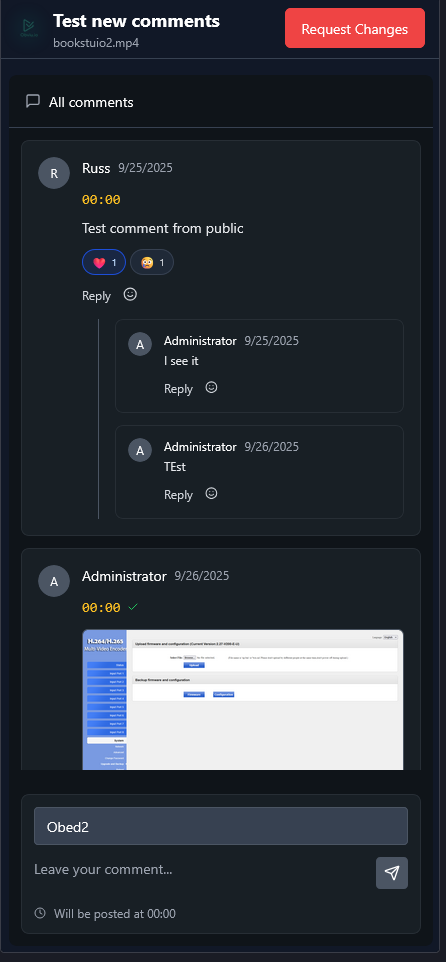 Test new comments
bookstuio2.mp4
Request Changes
All comments
R
Russ 9/25/2025
00:00
Test comment from public
1 1
Reply
A
Administrator 9/25/2025
I see it
Reply
A
Administrator 9/26/2025
TEst
Reply
A
Administrator 9/26/2025
00:00
H.264/H.265
Multi Video Encoder
Upload firmware and configuration
Upload
Backup firmware and configuration
Firmware Configuration
System
Obed2
Leave your comment...
Will be posted at 00:00